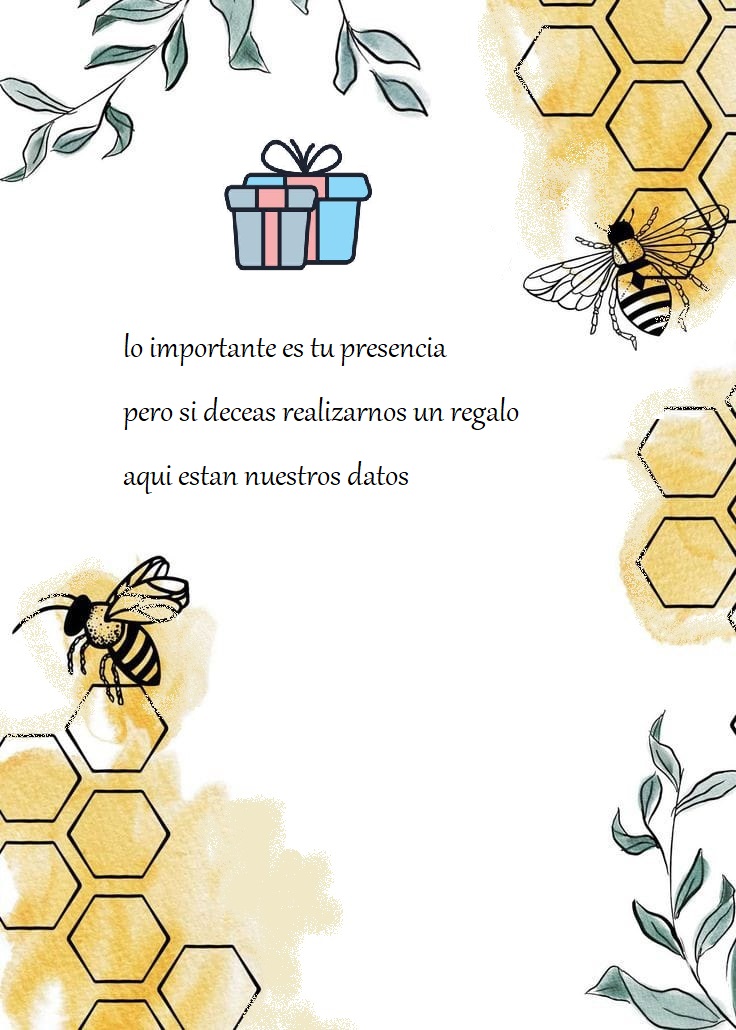 lo importante es tu presencia
pero si deceas realizarnos un regalo
aqui estan nuestros datos